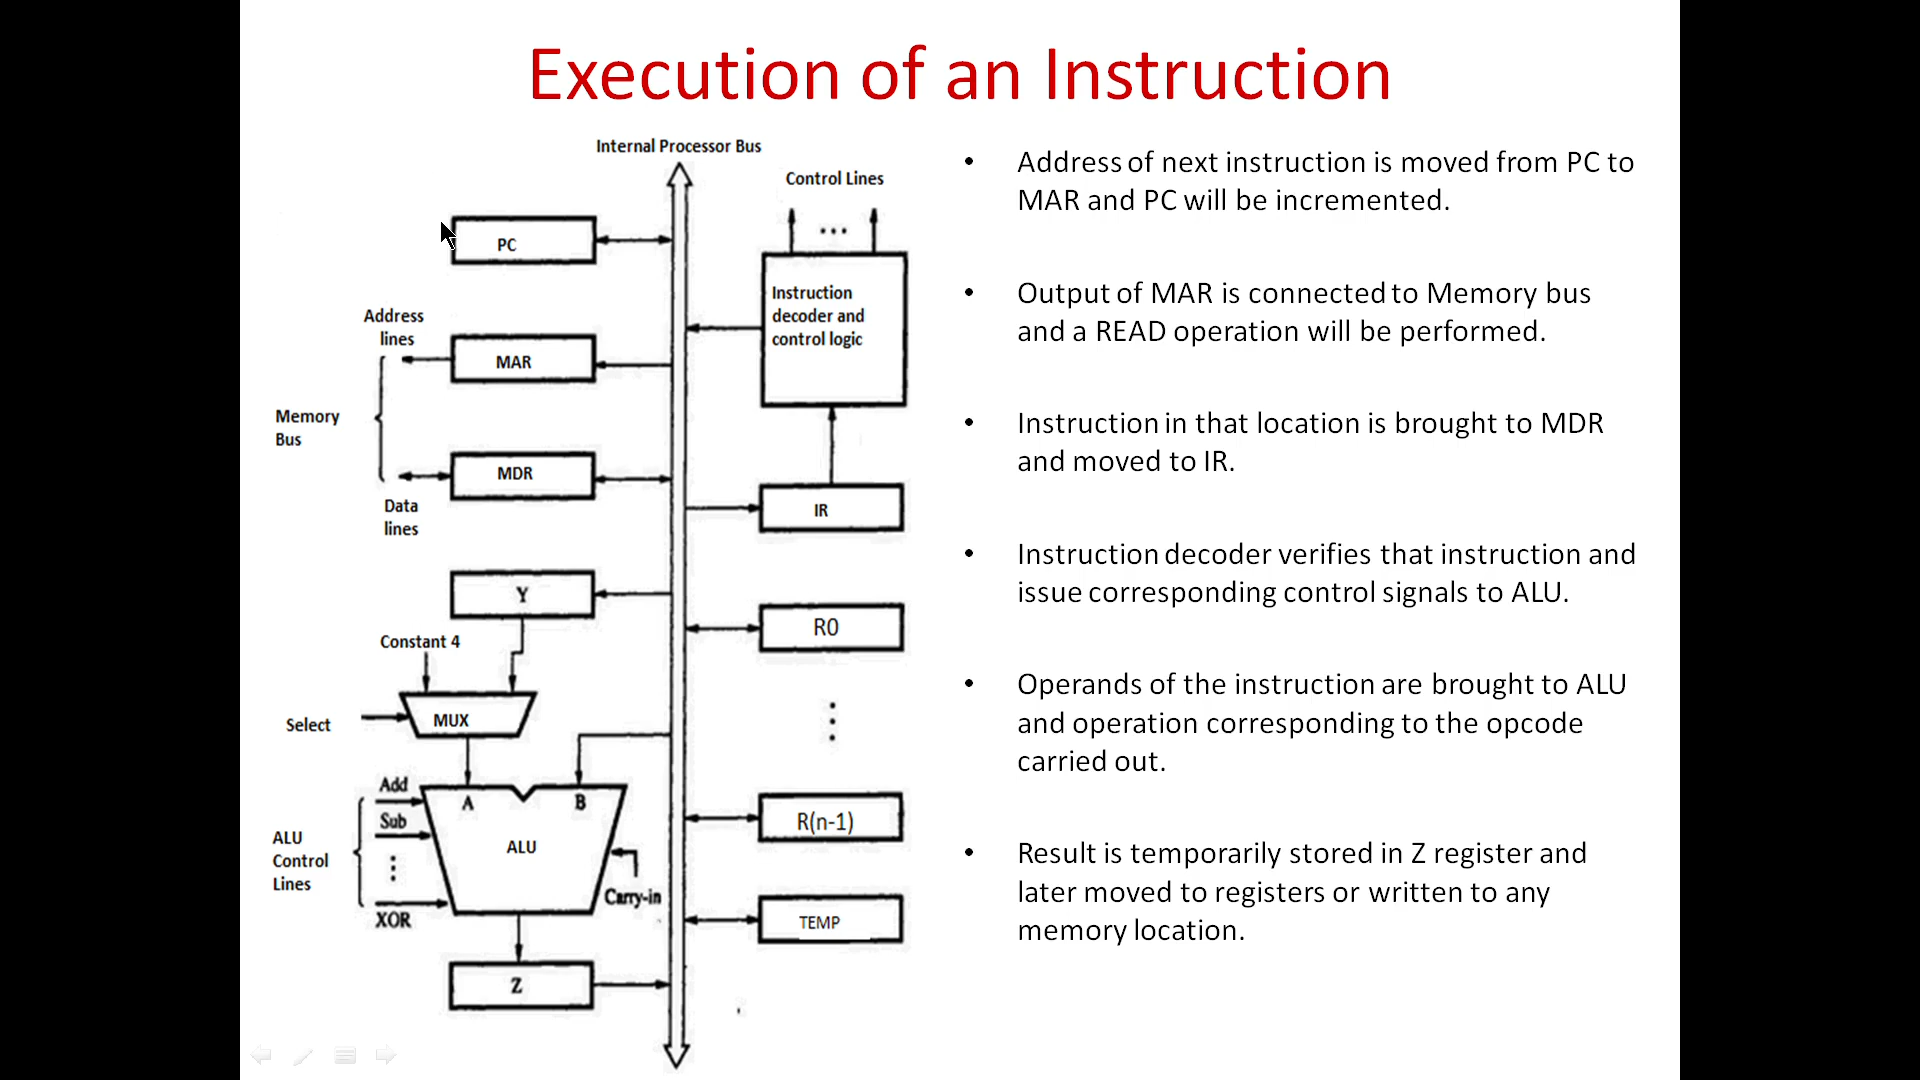 Execution of an Instruction
Internal Processor Bus
Control Lines
...
PC
Instruction
decoder and
control logic
Address
lines
MAR
Memory
Bus
MDR
Data
lines
IR
Y
R0
Constant 4
Select
MUX
Add
A
B
Sub
ALU
Control
Lines
ALU
R(n-1)
Carry-in
XOR
TEMP
Z
• Address of next instruction is moved from PC to
MAR and PC will be incremented.
• Output of MAR is connected to Memory bus
and a READ operation will be performed.
• Instruction in that location is brought to MDR
and moved to IR.
• Instruction decoder verifies that instruction and
issue corresponding control signals to ALU.
• Operands of the instruction are brought to ALU
and operation corresponding to the opcode
carried out.
• Result is temporarily stored in Z register and
later moved to registers or written to any
memory location.